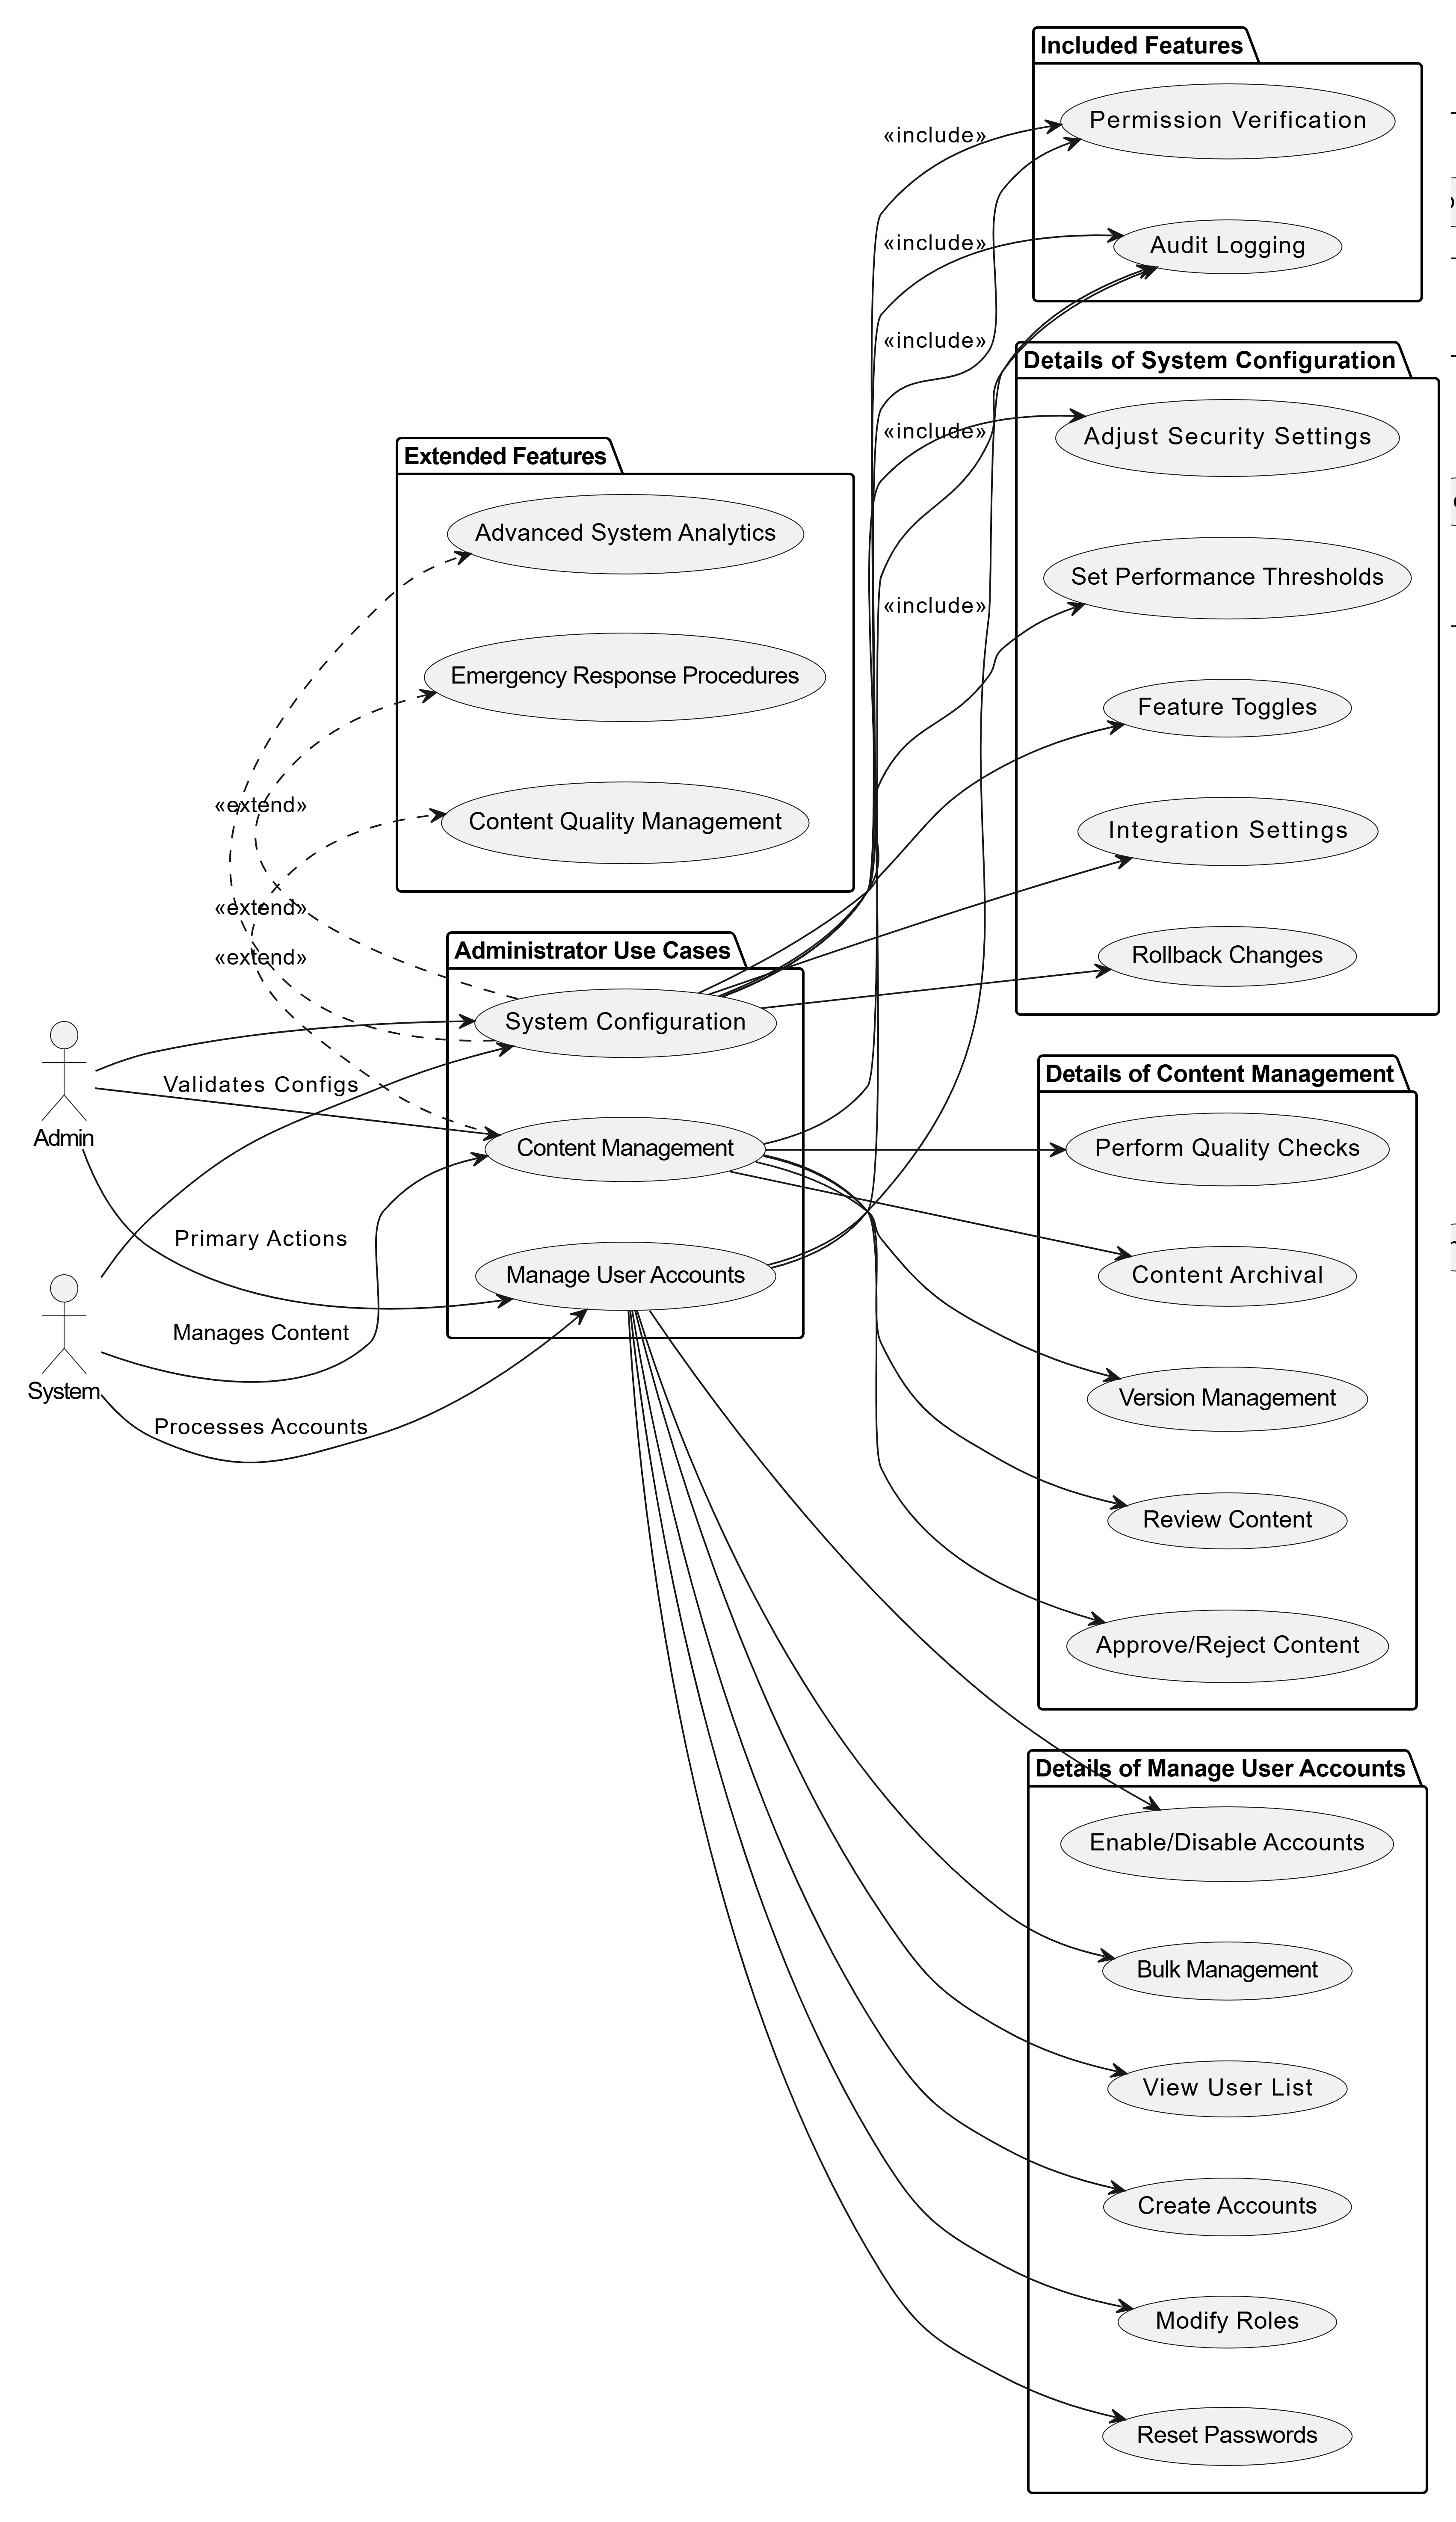 Included Features
«include»
Permission Verification
«include»
Audit Logging
«include»
Details of System Configuration
«include»
Adjust Security Settings
Extended Features
Advanced System Analytics
Set Performance Thresholds
«include»
Emergency Response Procedures
Feature Toggles
«extend»
Content Quality Management
Integration Settings
«extend»
«extend»
Administrator Use Cases
Rollback Changes
System Configuration
Validates Configs
Admin
Details of Content Management
Content Management
Perform Quality Checks
Primary Actions
Manage User Accounts
Content Archival
Manages Content
System
Version Management
Processes Accounts
Review Content
Approve/Reject Content
Details of Manage User Accounts
Enable/Disable Accounts
Bulk Management
View User List
Create Accounts
Modify Roles
Reset Passwords